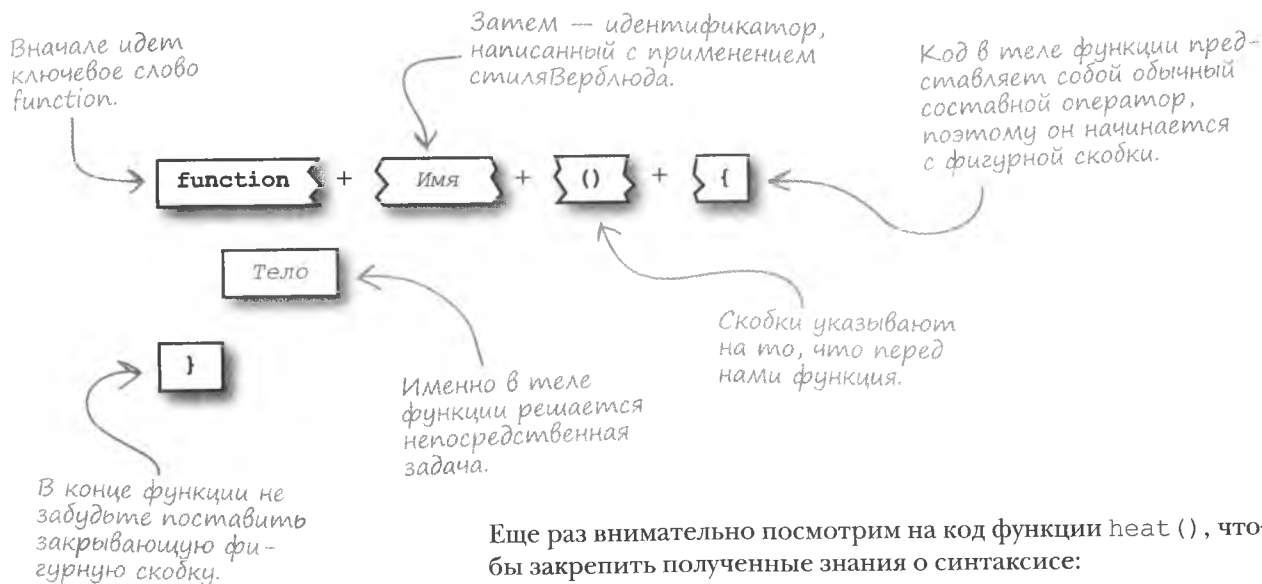 Вначале идет
ключевое слово
function.
Затем — идентификатор,
написанный с применением
стиляВерблюда.
Код в теле функции пред-
ставляет собой обычный
составной оператор,
поэтому он начинается
с фигурной скобки.
function + Имя + () + {
Тело
}
Скобки указывают
на то, что перед
нами функция.
Именно в теле
функции решается
непосредственная
задача.
В конце функции не
забудьте поставить
закрывающую фи-
гурную скобку.
Еще раз внимательно посмотрим на код функции heat(), что-
бы закрепить полученные знания о синтаксисе: